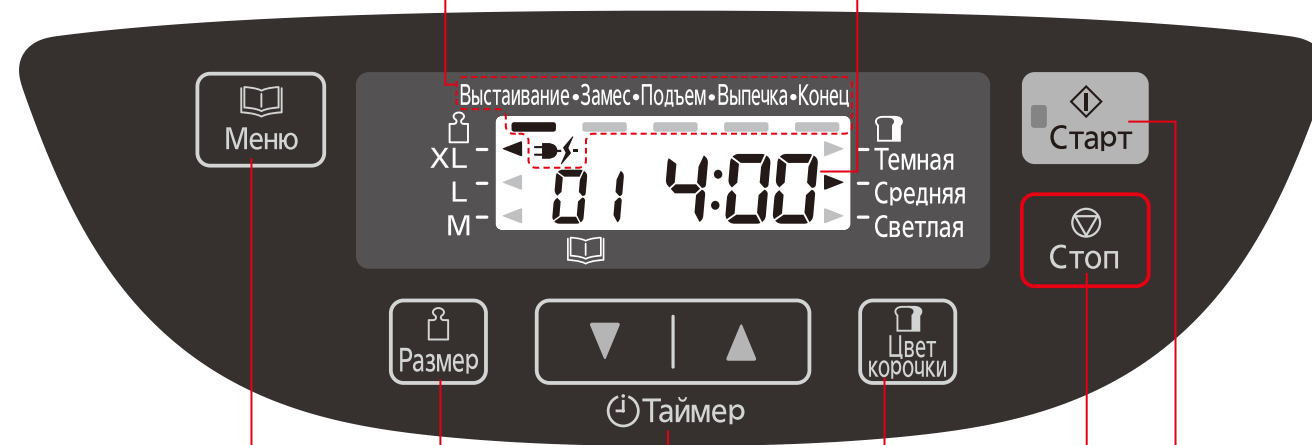 Выстаивание•Замес•Подъем•Выпечка•Конец
Меню
XL
L
M
01 4:00
Темная
Средняя
Светлая
Старт
Стоп
Размер
Цвет
корочки
Таймер